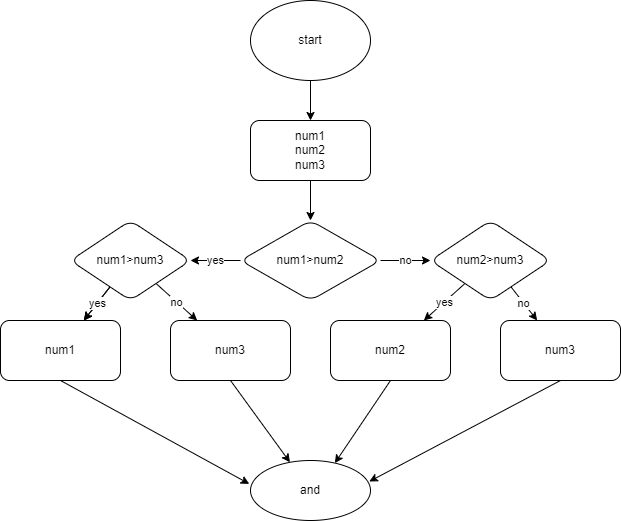 start
num1
num2
num3
num1>num3
yes
num1>num2
no
num2>num3
yes
no
yes
no
num1
num3
num2
num3
and